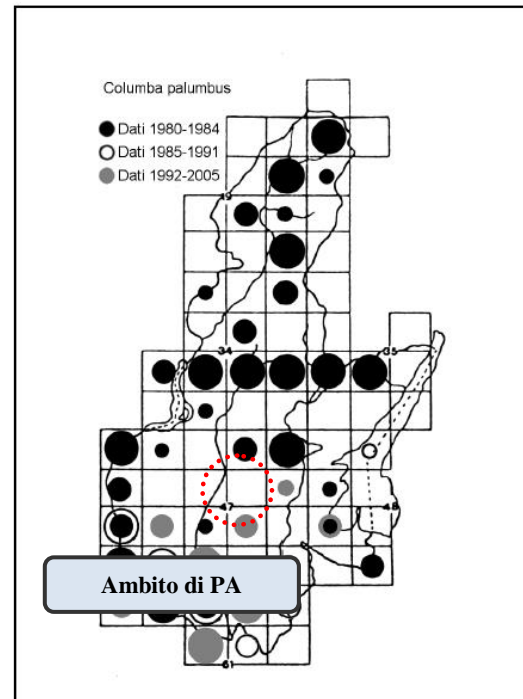 Columba palumbus
Dati 1980-1984
Dati 1985-1991
Dati 1992-2005
34
35
47
48
Ambito di PA
61